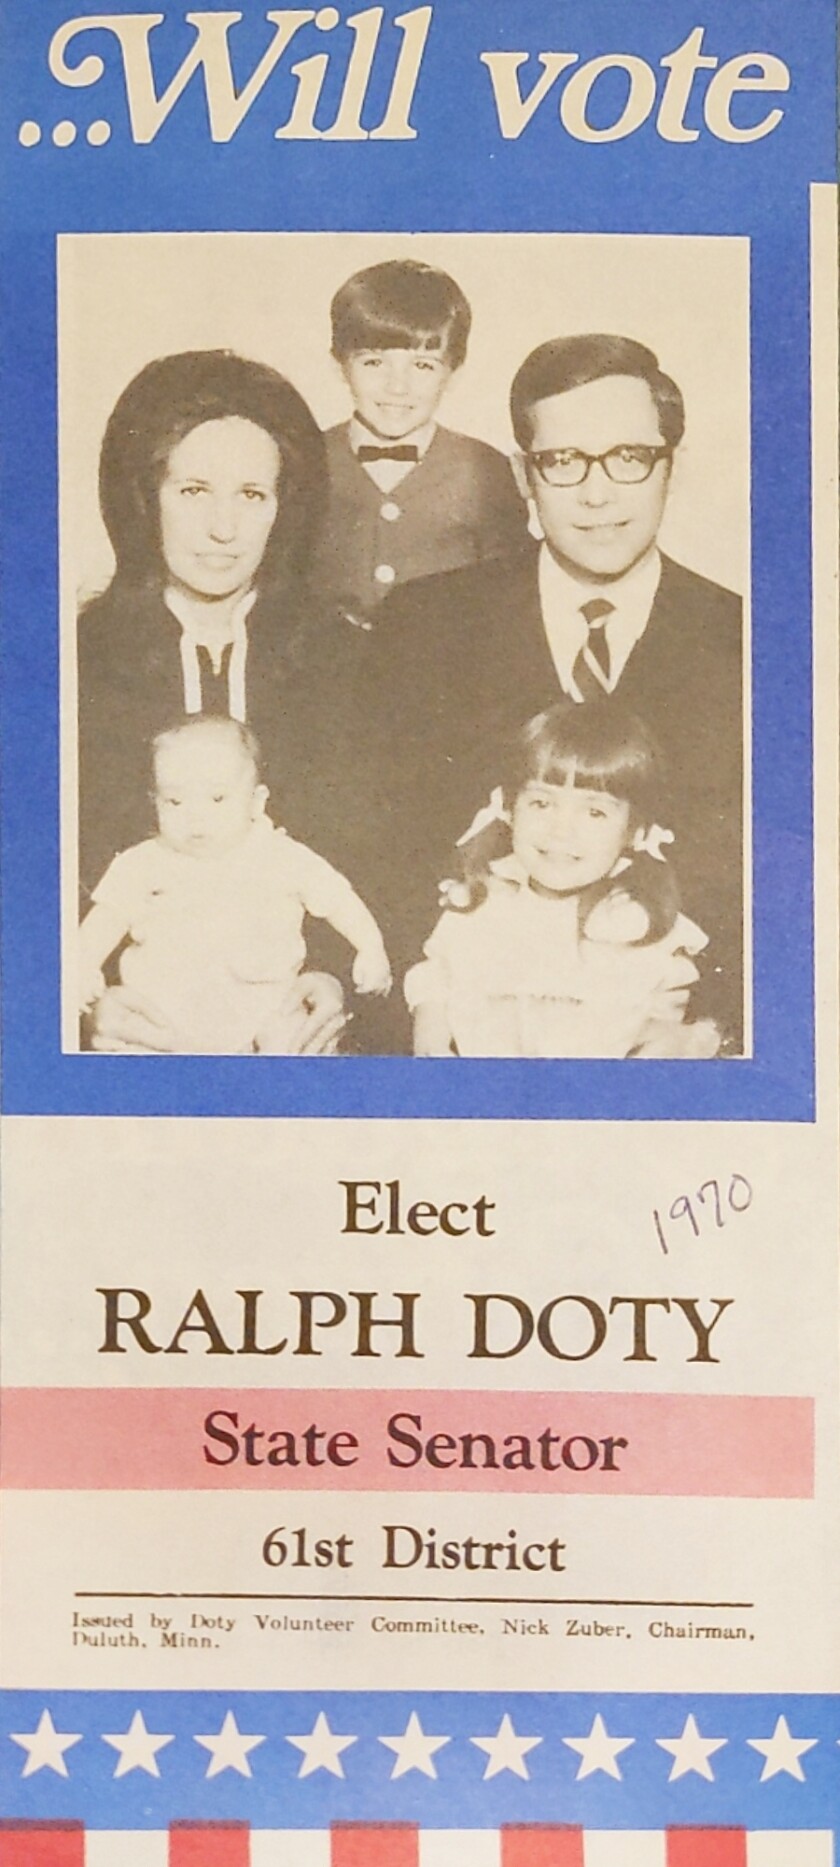 ...Will vote
Elect
1970
RALPH DOTY
State Senator
61st District
Issued by Doty Volunteer Committee, Nick Zuber, Chairman,
Duluth, Minn.